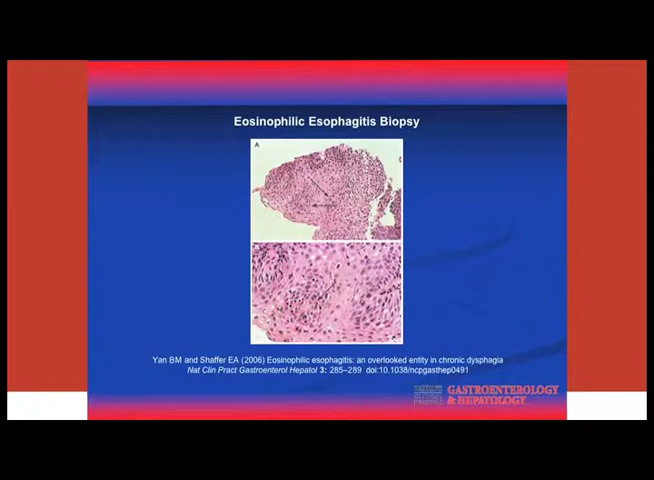 Eosinophilic Esophagitis Biopsy
A
Yan BM and Shaffer EA (2006) Eosinophilic esophagitis: an overlooked entity in chronic dysphagia
Nat Clin Pract Gastroenterol Hepatol 3: 285–289 doi:10.1038/ncpgasthep0491
GASTROENTEROLOGY
& HEPATOLOGY